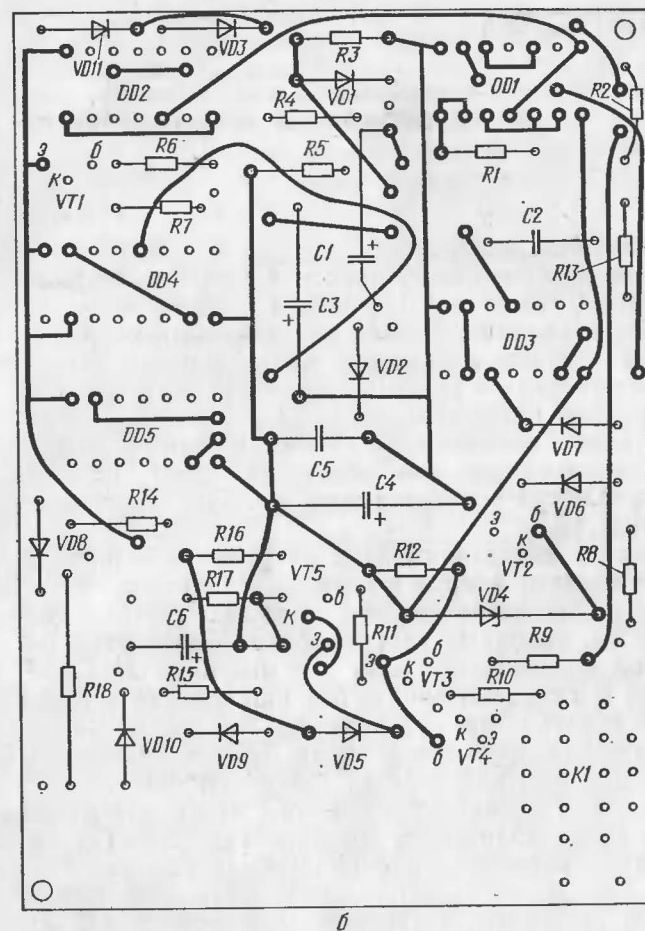 VD11 VD3
R3
DD2 R4 VD1 DD1 R2
э б R6 R5 R1
к
VT1 R7
C1 C2 R13
DD4 C3
+
+
VD2 DD3
DD5 C5 VD7
C4
+
R14 VD6
VD8 R16 R12 э б
к
R17 VT5 VT2 R8
б VD4
C6 к э R11
+
R18 R15 э б R9
к VT3 R10
VD10 VD9 VD5 б к э
VT4
K1
б